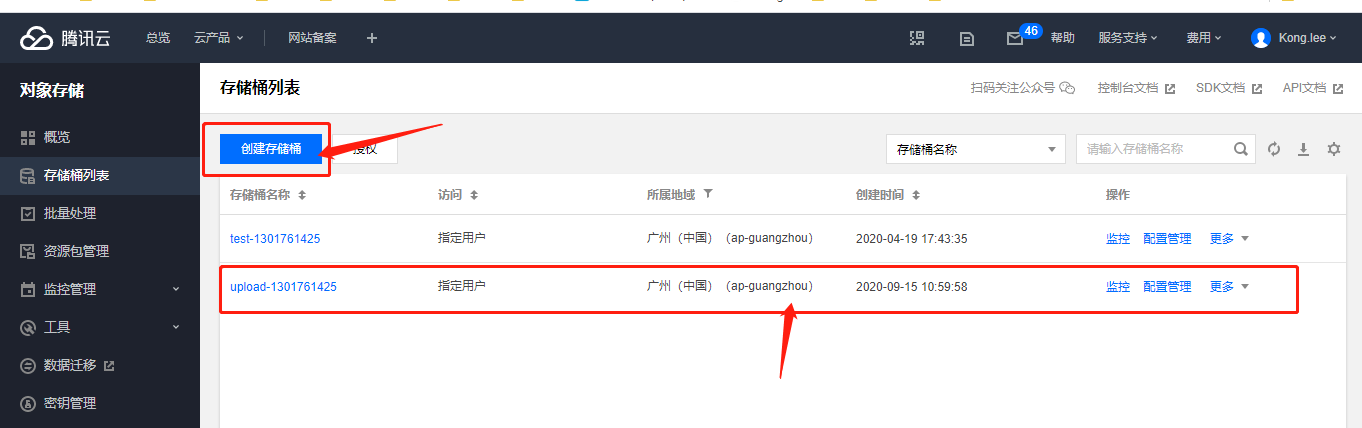 腾讯云 总览 云产品 网站备案 46 帮助 服务支持 费用 Kong.lee
对象存储
概览
存储桶列表
批量处理
资源包管理
监控管理
工具
数据迁移
密钥管理
存储桶列表 扫码关注公众号 控制台文档 SDK文档 API文档
创建存储桶 授权 存储桶名称 请输入存储桶名称
存储桶名称 访问 所属地域 创建时间 操作
test-1301761425 指定用户 广州（中国）（ap-guangzhou） 2020-04-19 17:43:35 监控 配置管理 更多
upload-1301761425 指定用户 广州（中国）（ap-guangzhou） 2020-09-15 10:59:58 监控 配置管理 更多